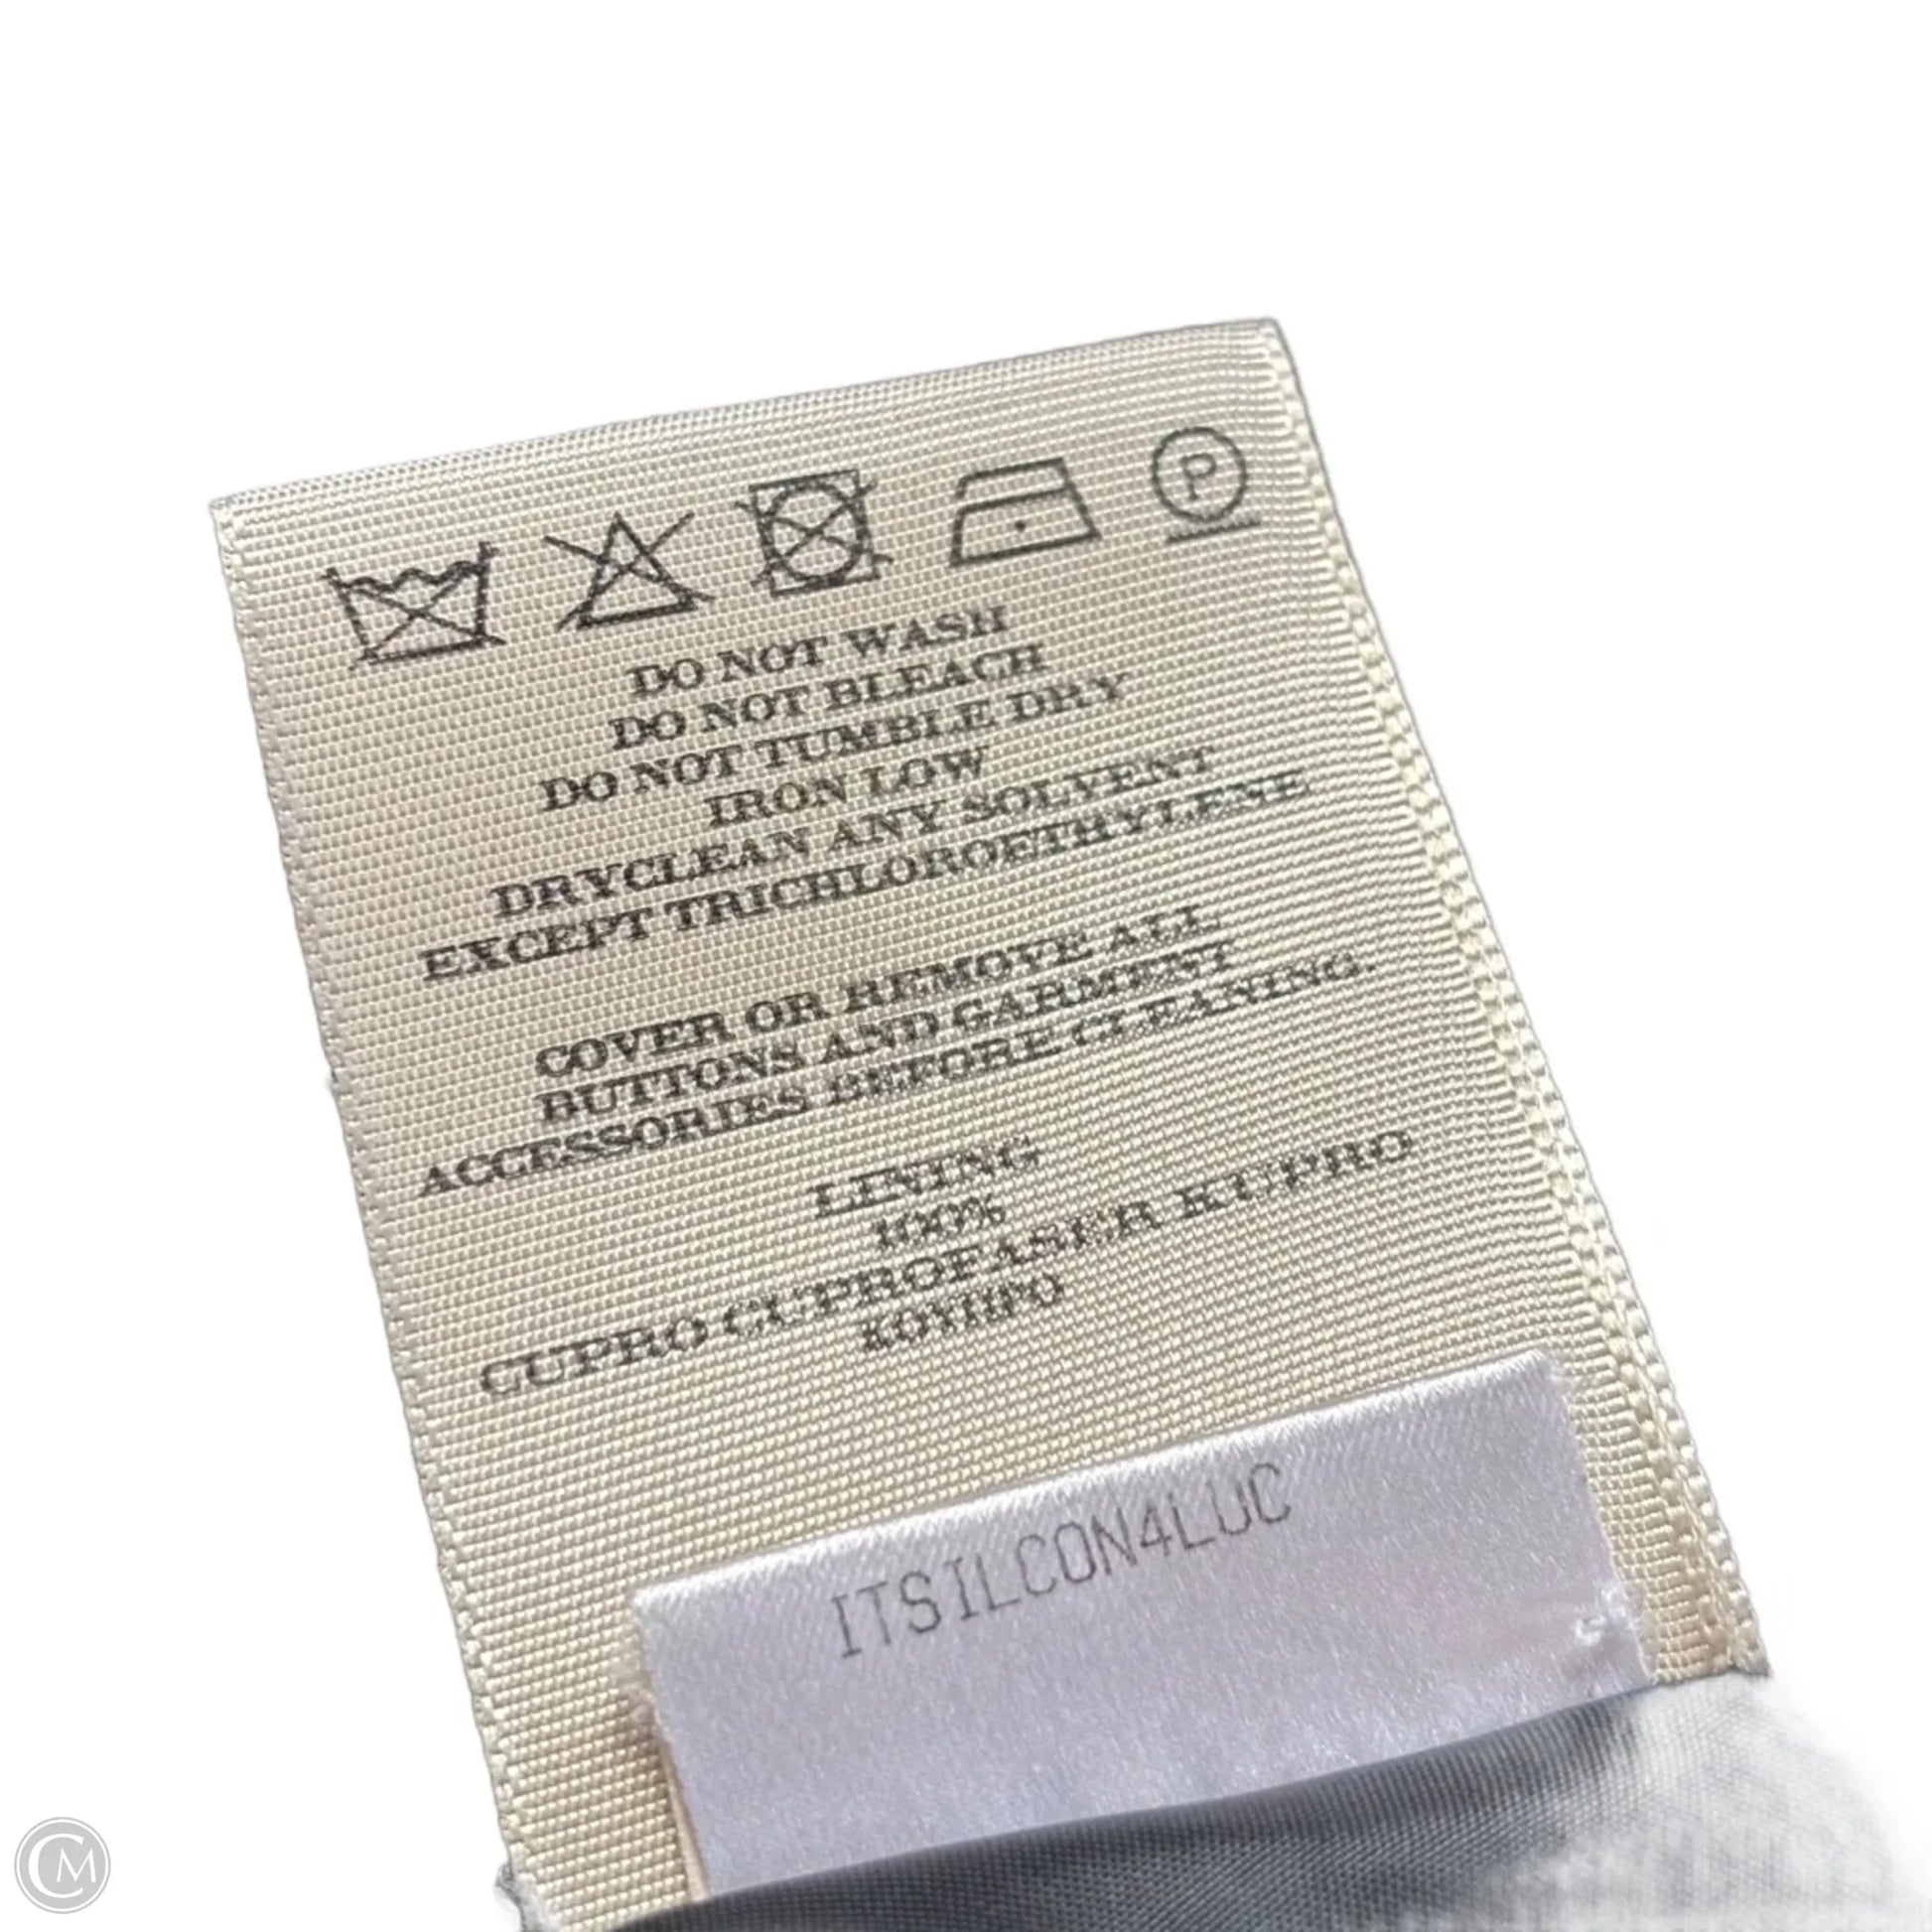 P
DO NOT WASH
DO NOT BLEACH
DO NOT TUMBLE DRY
IRON LOW
DRYCLEAN ANY SOLVENT
EXCEPT TRICHLOROETHYLENE
COVER OR REMOVE ALL
BUTTONS AND GARMENT
ACCESSORIES BEFORE CLEANING.
LINING
100%
CUPRO CUPROFASER KUPRO
ΚΟΥΠΡΟ
ITSILCON4LUC
CM